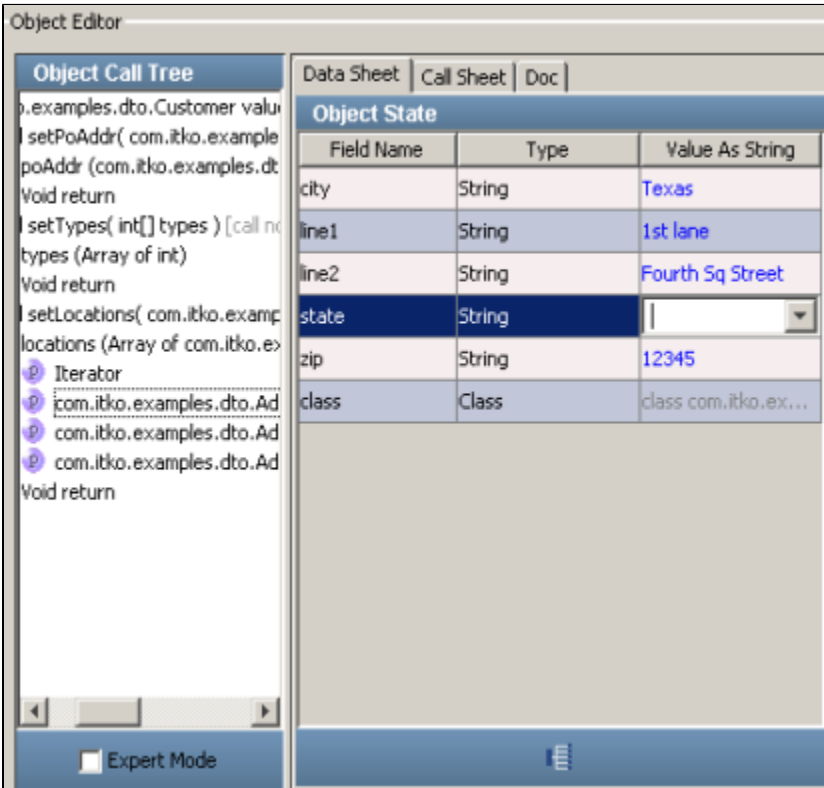 Object Editor
Object Call Tree
o.examples.dto.Customer valu
setPoAddr( com.itko.example
poAddr (com.itko.examples.dt
Void return
setTypes( int[] types ) [call no
types (Array of int)
Void return
setLocations( com.itko.examp
locations (Array of com.itko.ex
P Iterator
P com.itko.examples.dto.Ad
P com.itko.examples.dto.Ad
P com.itko.examples.dto.Ad
Void return
Expert Mode
Data Sheet Call Sheet Doc
Object State
Field Name Type Value As String
city String Texas
line1 String 1st lane
line2 String Fourth Sq Street
state String
zip String 12345
class Class class com.itko.ex...